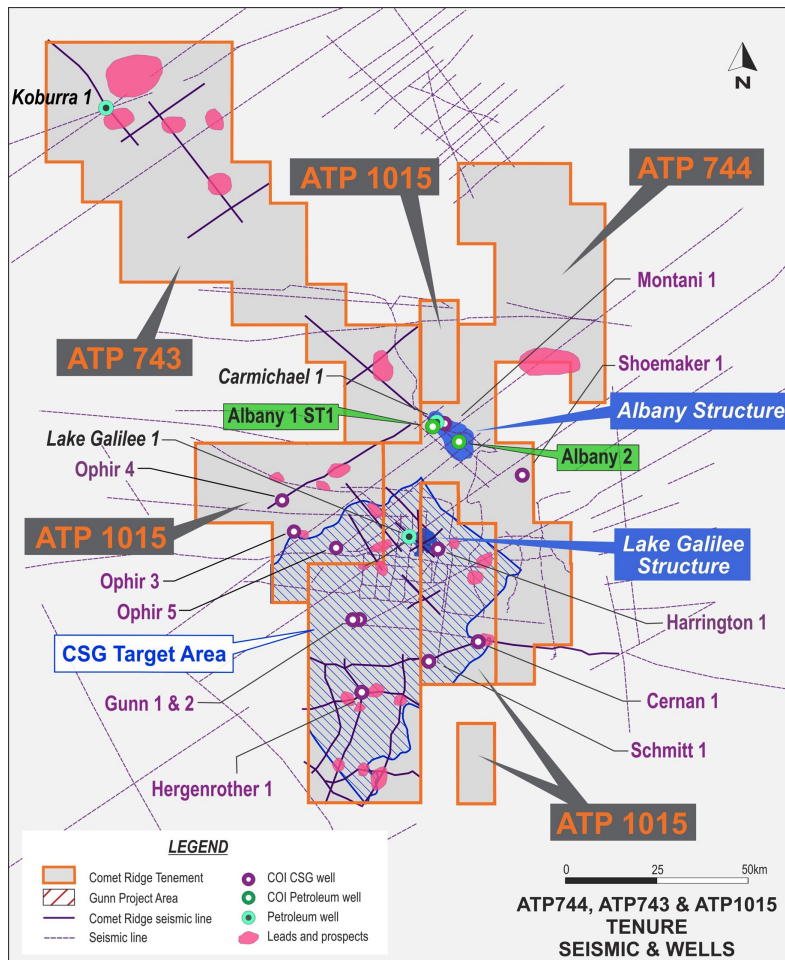 Koburra 1
N
ATP 1015
ATP 744
Montani 1
ATP 743
Shoemaker 1
Carmichael 1
Albany 1 ST1
Albany Structure
Lake Galilee 1
Albany 2
Ophir 4
ATP 1015
Lake Galilee
Structure
Ophir 3
Ophir 5
Harrington 1
CSG Target Area
Gunn 1 & 2
Cernan 1
Schmitt 1
Hergenrother 1
ATP 1015
LEGEND
Comet Ridge Tenement
Gunn Project Area
Comet Ridge seismic line
Seismic line
COI CSG well
COI Petroleum well
Petroleum well
Leads and prospects
0 25 50km
ATP744, ATP743 & ATP1015
TENURE
SEISMIC & WELLS